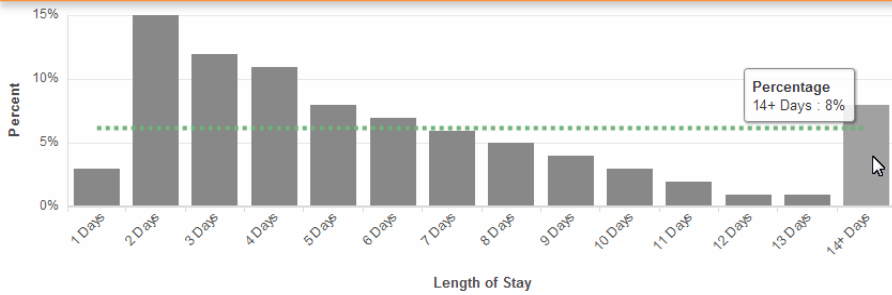 15%
10%
5%
0%
Percent
Percentage
14+ Days : 8%
1 Days
2 Days
3 Days
4 Days
5 Days
6 Days
7 Days
8 Days
9 Days
10 Days
11 Days
12 Days
13 Days
14+ Days
Length of Stay